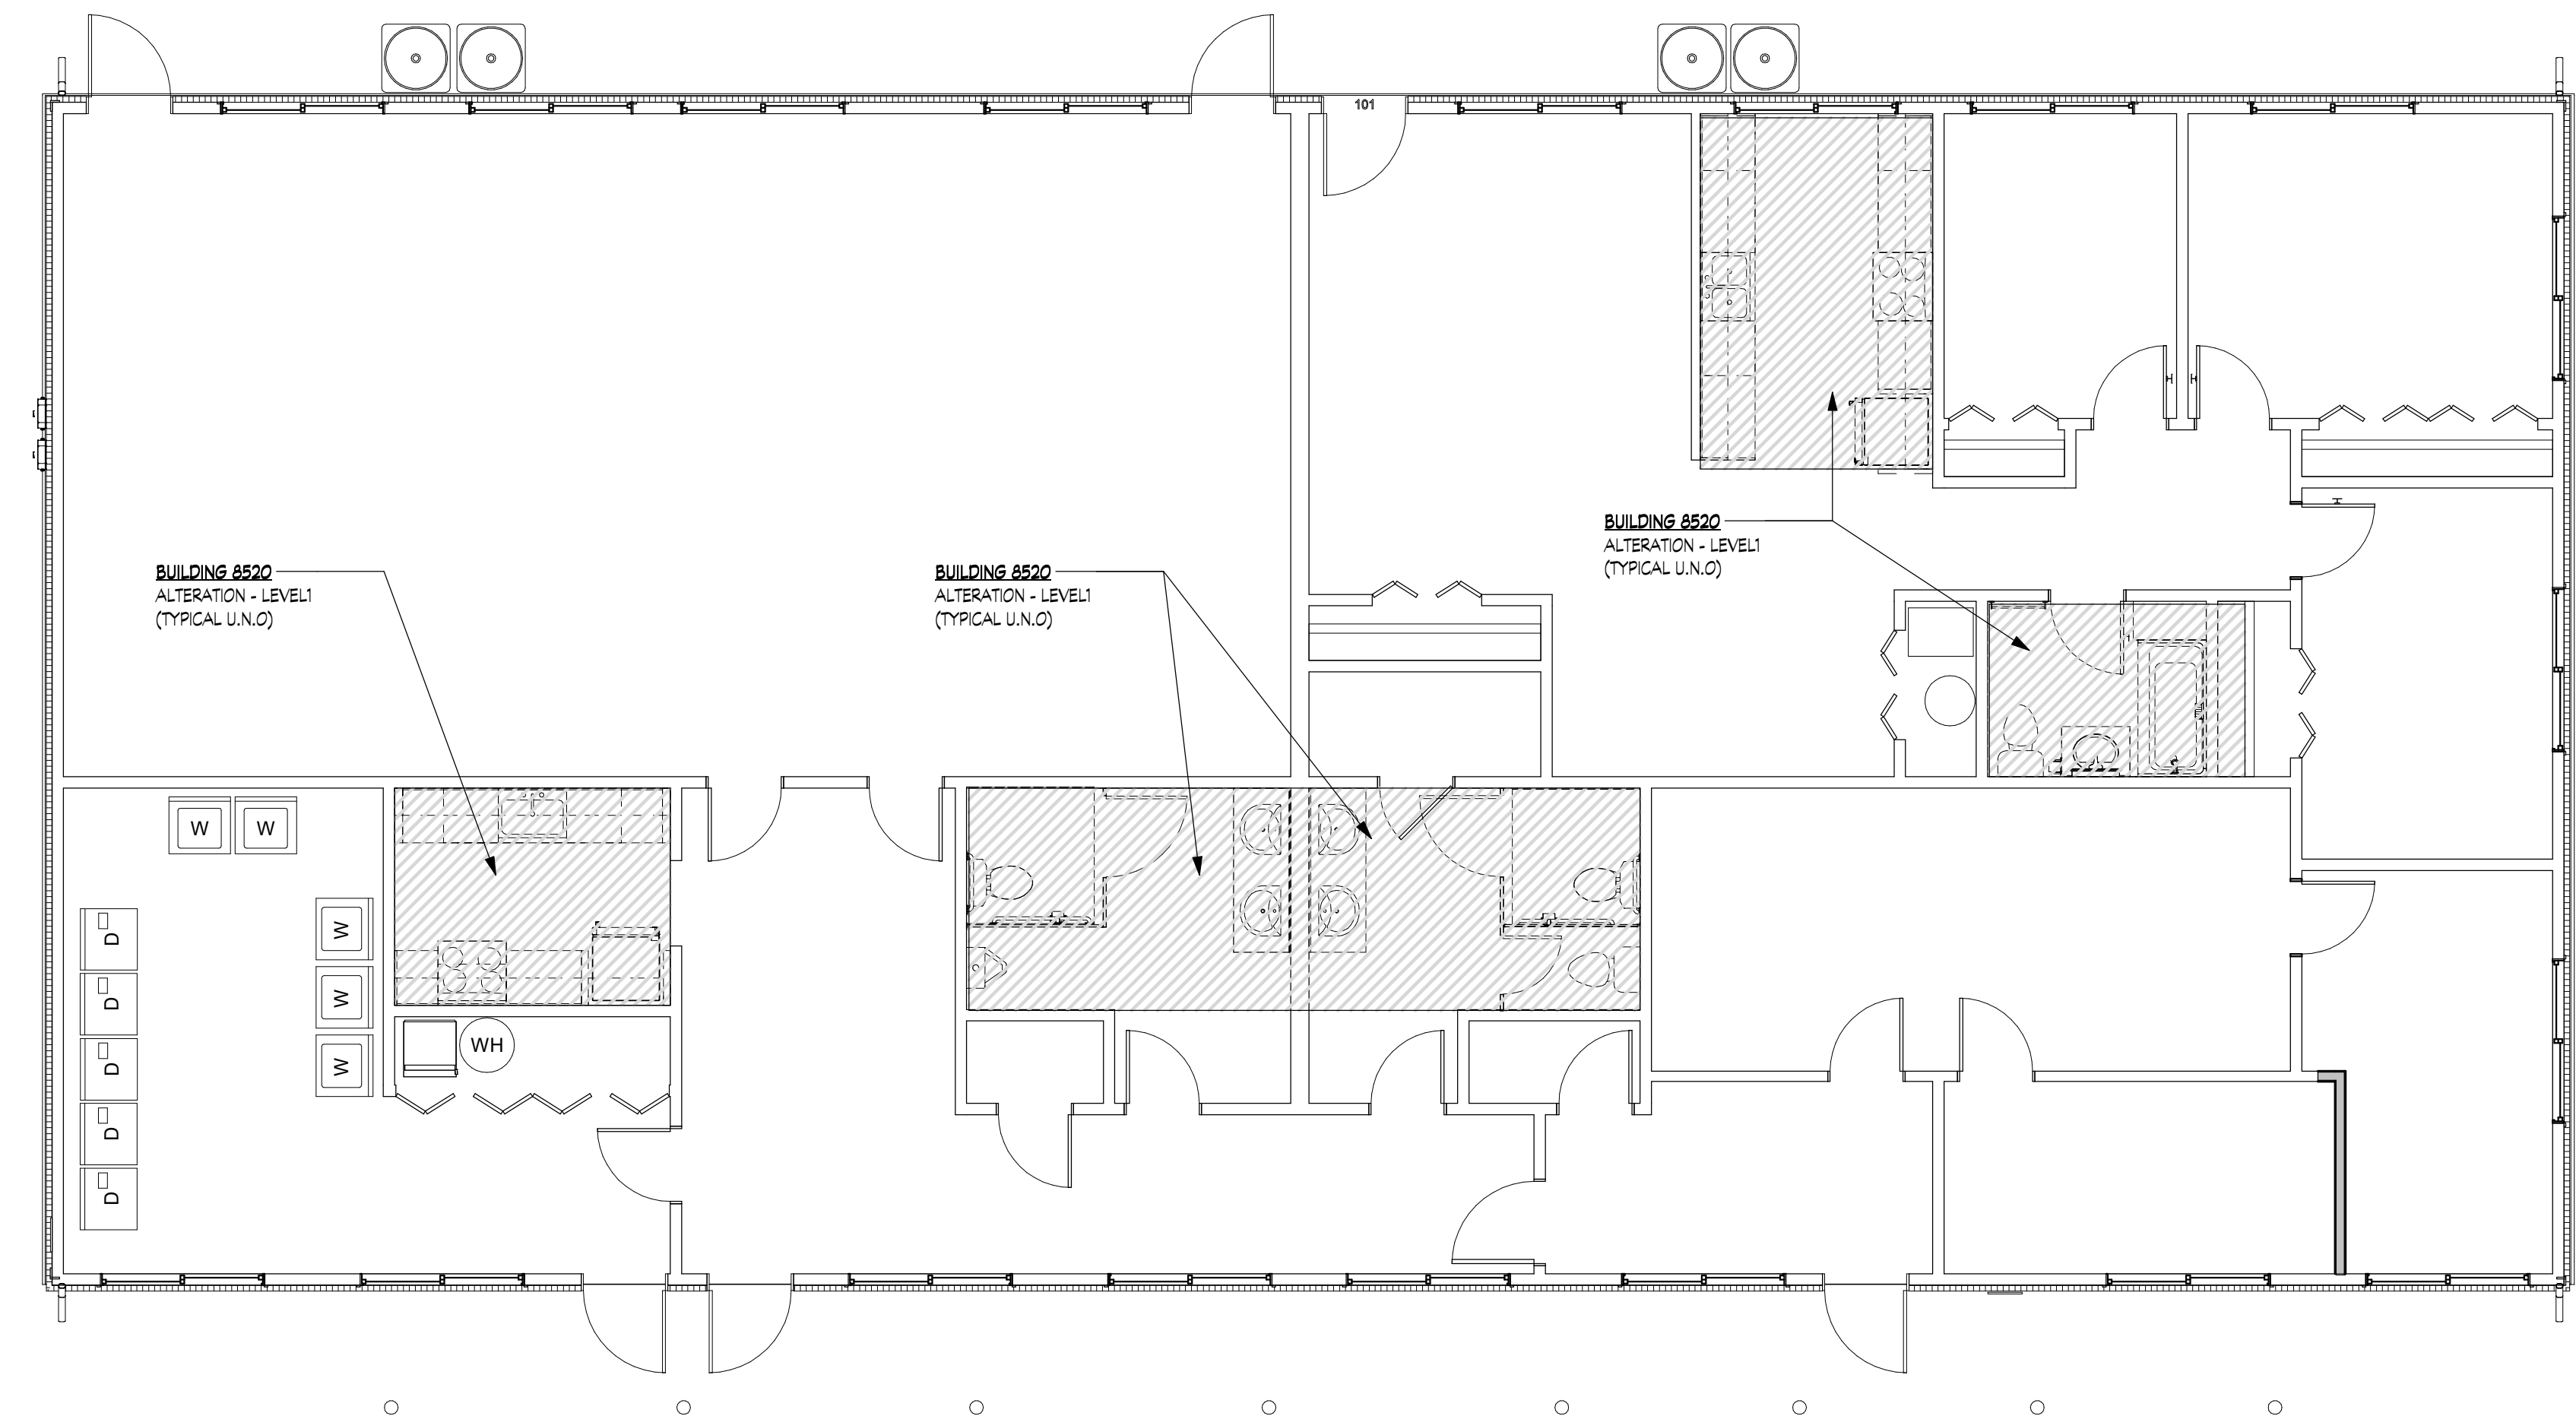 101
BUILDING 8520
ALTERATION - LEVEL1
(TYPICAL U.N.O)
BUILDING 8520
ALTERATION - LEVEL1
(TYPICAL U.N.O)
BUILDING 8520
ALTERATION - LEVEL1
(TYPICAL U.N.O)
W
W
W
W
W
D
D
D
D
D
WH